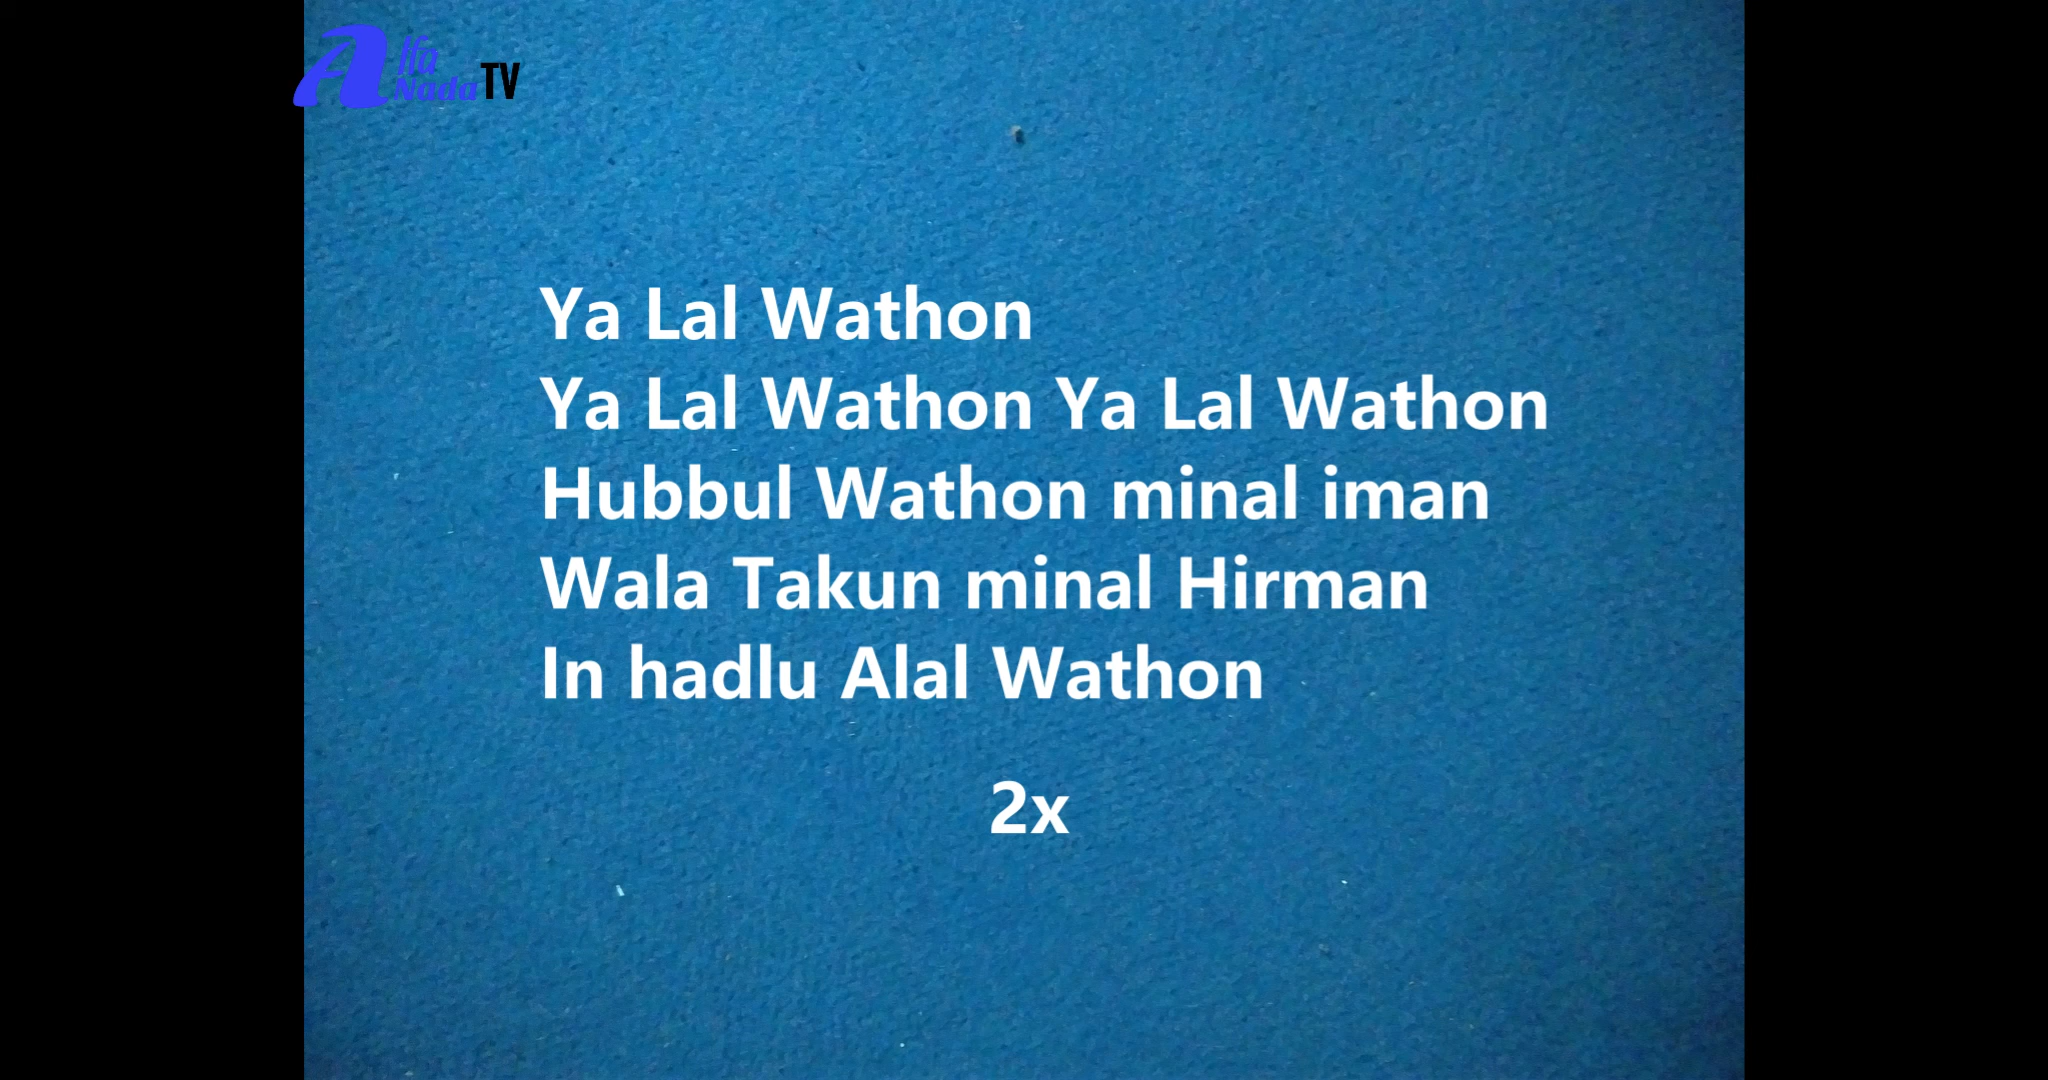 Alfa
Nada TV
Ya Lal Wathon
Ya Lal Wathon Ya Lal Wathon
Hubbul Wathon minal iman
Wala Takun minal Hirman
In hadlu Alal Wathon
2x